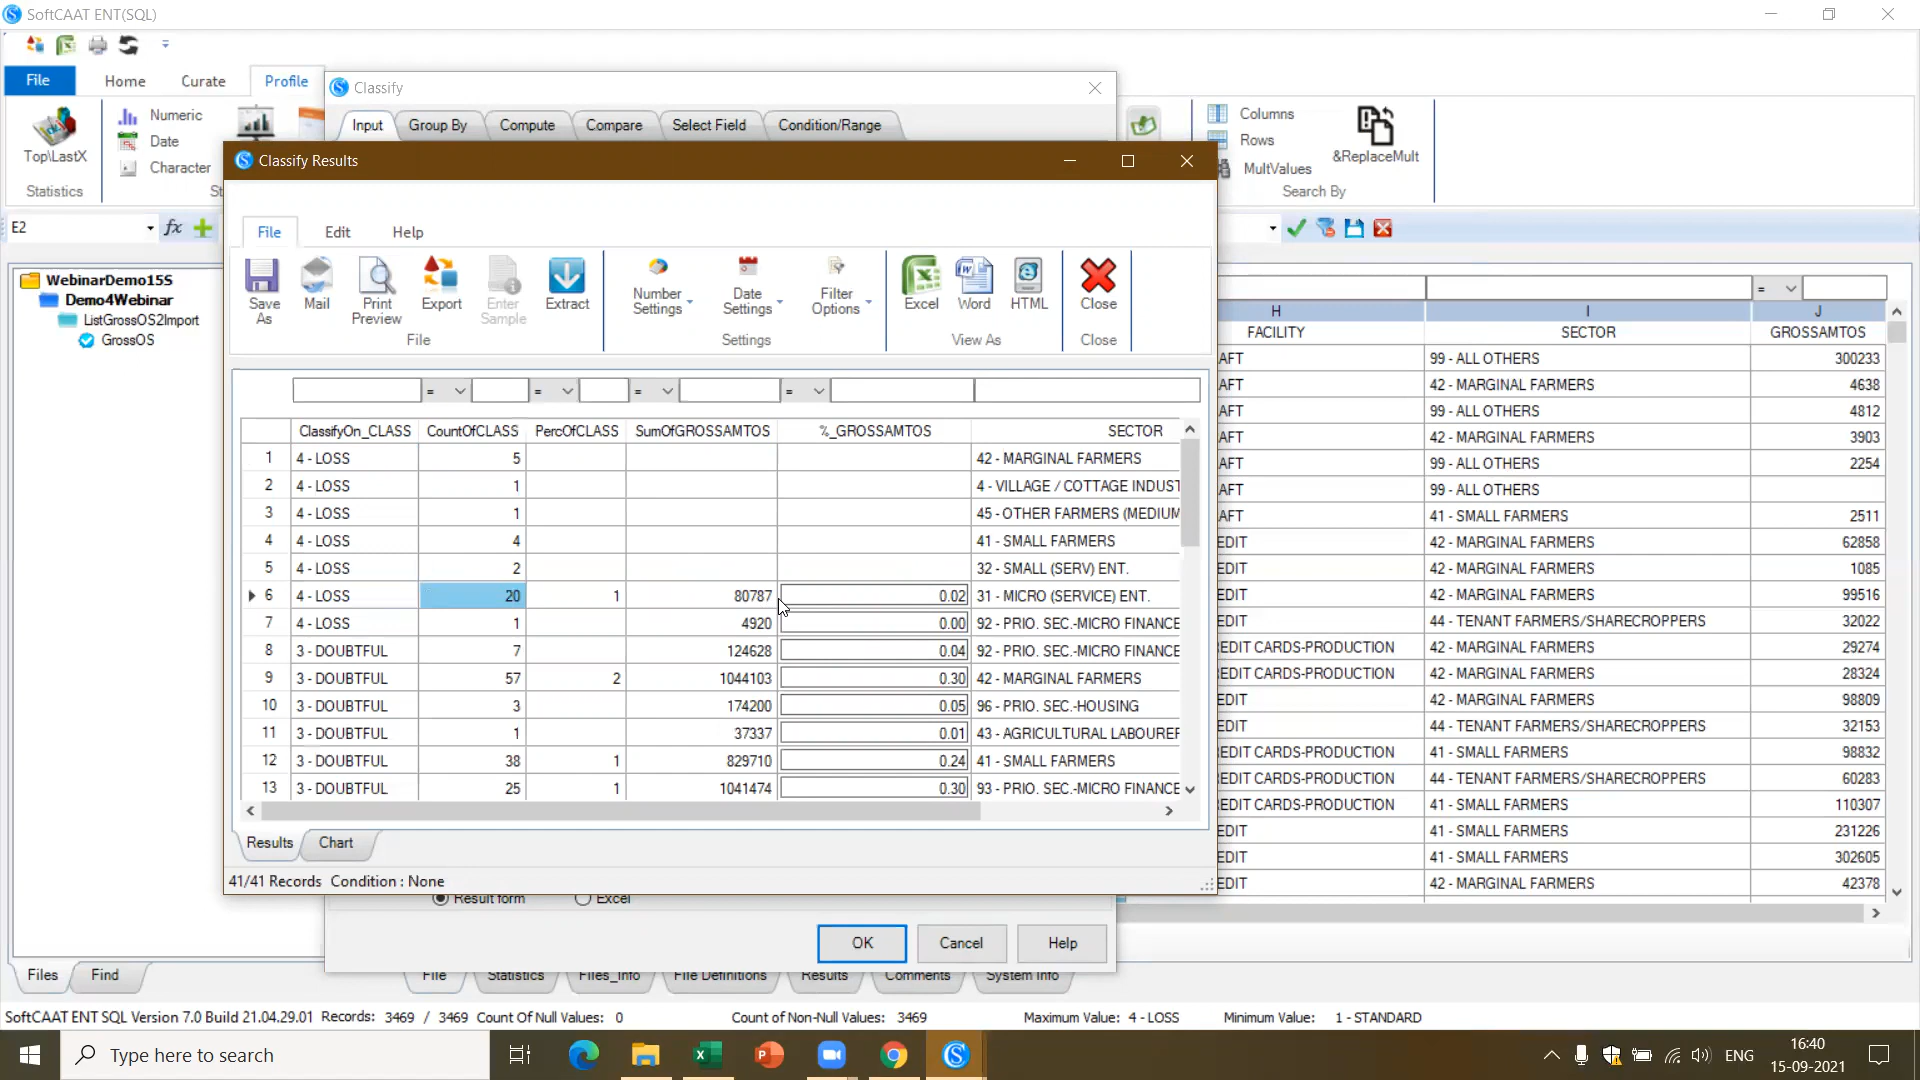 SoftCAAT ENT(SQL)
File Home Curate Profile
Top\LastX
Numeric
Date
Character
Statistics
St
Classify
Input Group By Compute Compare Select Field Condition/Range
Columns
Rows
MultValues
&ReplaceMult
Search By
E2
fx
WebinarDemo15S
Demo4Webinar
ListGrossOS2Import
GrossOS
Classify Results
File Edit Help
Save As
Mail
Print Preview
Export
Enter Sample
Extract
Number Settings
Date Settings
Filter Options
Excel
Word
HTML
Close
File Settings View As Close
= = = =
ClassifyOn_CLASS CountOfCLASS PercOfCLASS SumOfGROSSAMTOS %_GROSSAMTOS SECTOR
1 4 - LOSS 5 42 - MARGINAL FARMERS
2 4 - LOSS 1 4 - VILLAGE / COTTAGE INDUST
3 4 - LOSS 1 45 - OTHER FARMERS (MEDIUM
4 4 - LOSS 4 41 - SMALL FARMERS
5 4 - LOSS 2 32 - SMALL (SERV) ENT.
6 4 - LOSS 20 1 80787 0.02 31 - MICRO (SERVICE) ENT.
7 4 - LOSS 1 4920 0.00 92 - PRIO. SEC.-MICRO FINANCE
8 3 - DOUBTFUL 7 124628 0.04 92 - PRIO. SEC.-MICRO FINANCE
9 3 - DOUBTFUL 57 2 1044103 0.30 42 - MARGINAL FARMERS
10 3 - DOUBTFUL 3 174200 0.05 96 - PRIO. SEC.-HOUSING
11 3 - DOUBTFUL 1 37337 0.01 43 - AGRICULTURAL LABOURER
12 3 - DOUBTFUL 38 1 829710 0.24 41 - SMALL FARMERS
13 3 - DOUBTFUL 25 1 1041474 0.30 93 - PRIO. SEC.-MICRO FINANCE
Results Chart
41/41 Records Condition : None
=
H I J
FACILITY SECTOR GROSSAMTOS
AFT 99 - ALL OTHERS 300233
AFT 42 - MARGINAL FARMERS 4638
AFT 99 - ALL OTHERS 4812
AFT 42 - MARGINAL FARMERS 3903
AFT 99 - ALL OTHERS 2254
AFT 99 - ALL OTHERS
AFT 41 - SMALL FARMERS 2511
EDIT 42 - MARGINAL FARMERS 62858
EDIT 42 - MARGINAL FARMERS 1085
EDIT 42 - MARGINAL FARMERS 99516
EDIT 44 - TENANT FARMERS/SHARECROPPERS 32022
EDIT CARDS-PRODUCTION 42 - MARGINAL FARMERS 29274
EDIT CARDS-PRODUCTION 42 - MARGINAL FARMERS 28324
EDIT 42 - MARGINAL FARMERS 98809
EDIT 44 - TENANT FARMERS/SHARECROPPERS 32153
EDIT CARDS-PRODUCTION 41 - SMALL FARMERS 98832
EDIT CARDS-PRODUCTION 44 - TENANT FARMERS/SHARECROPPERS 60283
EDIT CARDS-PRODUCTION 41 - SMALL FARMERS 110307
EDIT 41 - SMALL FARMERS 231226
EDIT 41 - SMALL FARMERS 302605
EDIT 42 - MARGINAL FARMERS 42378
Result form Excel
OK Cancel Help
Files Find
File Statistics Files_Info File Definitions Results Comments System Info
SoftCAAT ENT SQL Version 7.0 Build 21.04.29.01 Records: 3469 / 3469 Count Of Null Values: 0 Count of Non-Null Values: 3469 Maximum Value: 4 - LOSS Minimum Value: 1 - STANDARD
Type here to search
ENG
16:40
15-09-2021